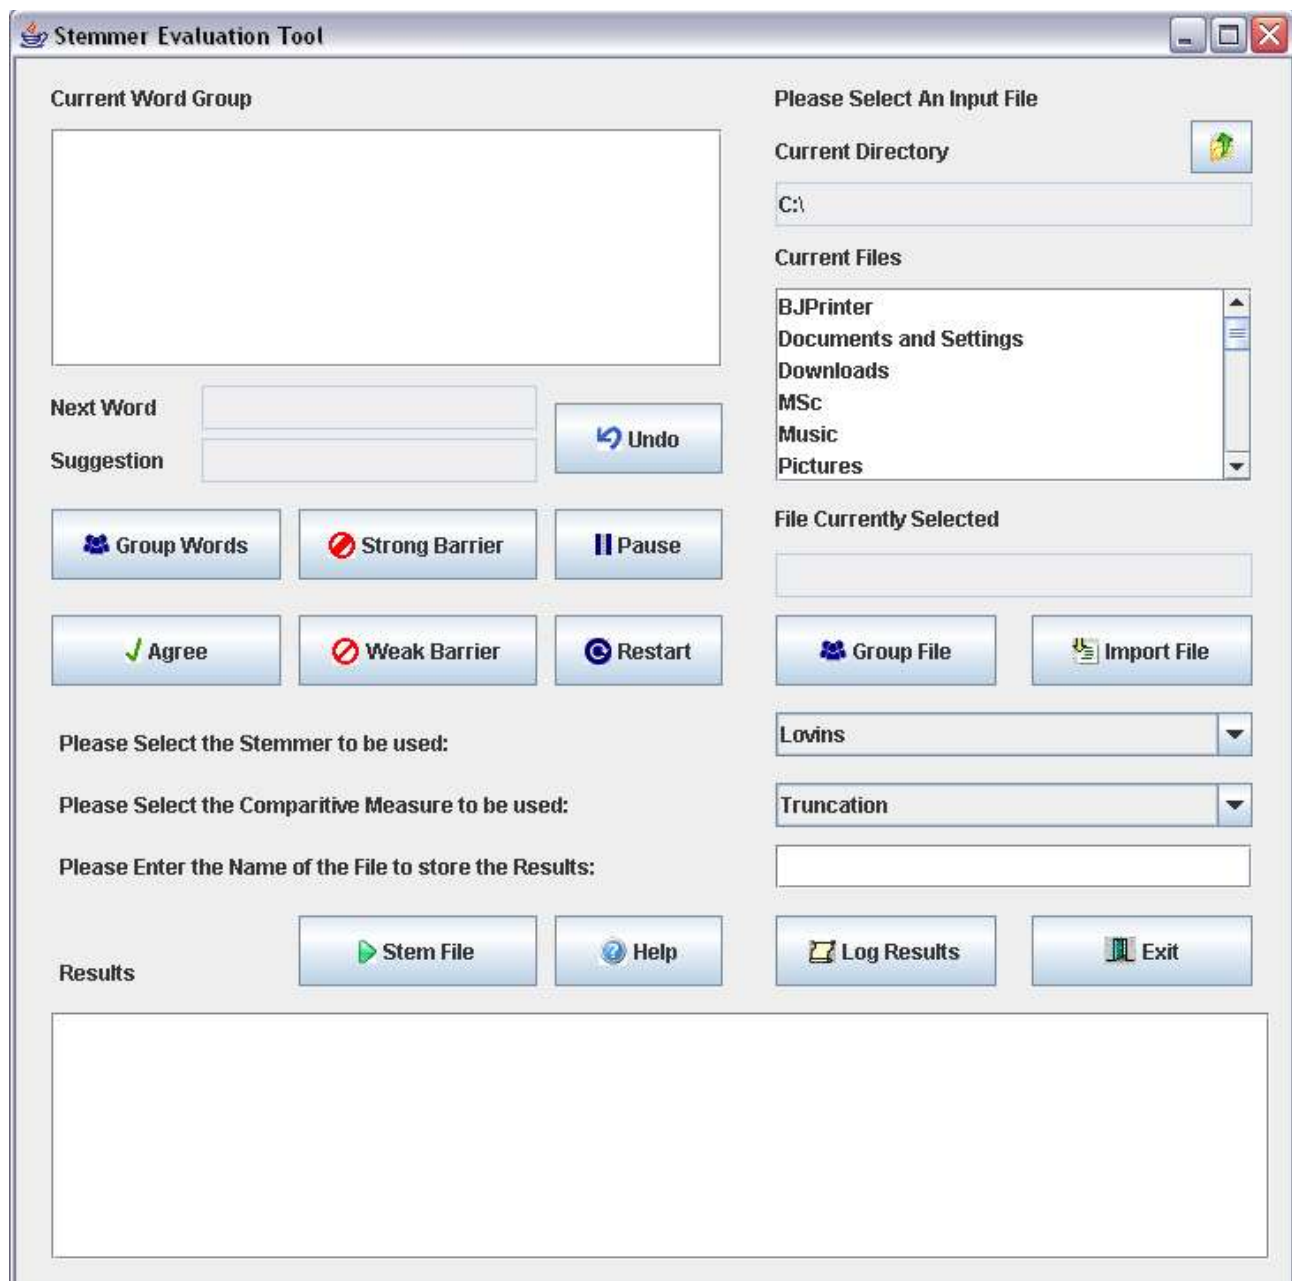 Stemmer Evaluation Tool
Current Word Group
Please Select An Input File
Current Directory
C:\
Current Files
BJPrinter
Documents and Settings
Downloads
MSc
Music
Pictures
Next Word
Undo
Suggestion
File Currently Selected
Group Words
Strong Barrier
Pause
Agree
Weak Barrier
Restart
Group File
Import File
Please Select the Stemmer to be used:
Lovins
Please Select the Comparitive Measure to be used:
Truncation
Please Enter the Name of the File to store the Results:
Stem File
Help
Log Results
Exit
Results